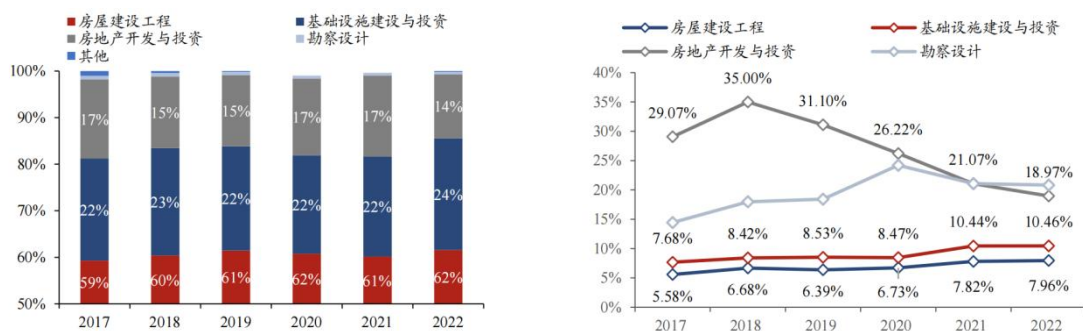 房屋建设工程 基础设施建设与投资
房地产开发与投资 勘察设计
其他
100%
90%
80%
70%
60%
50%
17% 15% 15% 17% 17% 14%
22% 23% 22% 22% 22% 24%
59% 60% 61% 62% 61% 62%
2017 2018 2019 2020 2021 2022
房屋建设工程 基础设施建设与投资
房地产开发与投资 勘察设计
40%
35%
30%
25%
20%
15%
10%
5%
0%
29.07% 35.00% 31.10% 26.22% 21.07% 18.97%
7.68% 8.42% 8.53% 8.47% 10.44% 10.46%
5.58% 6.68% 6.39% 6.73% 7.82% 7.96%
2017 2018 2019 2020 2021 2022